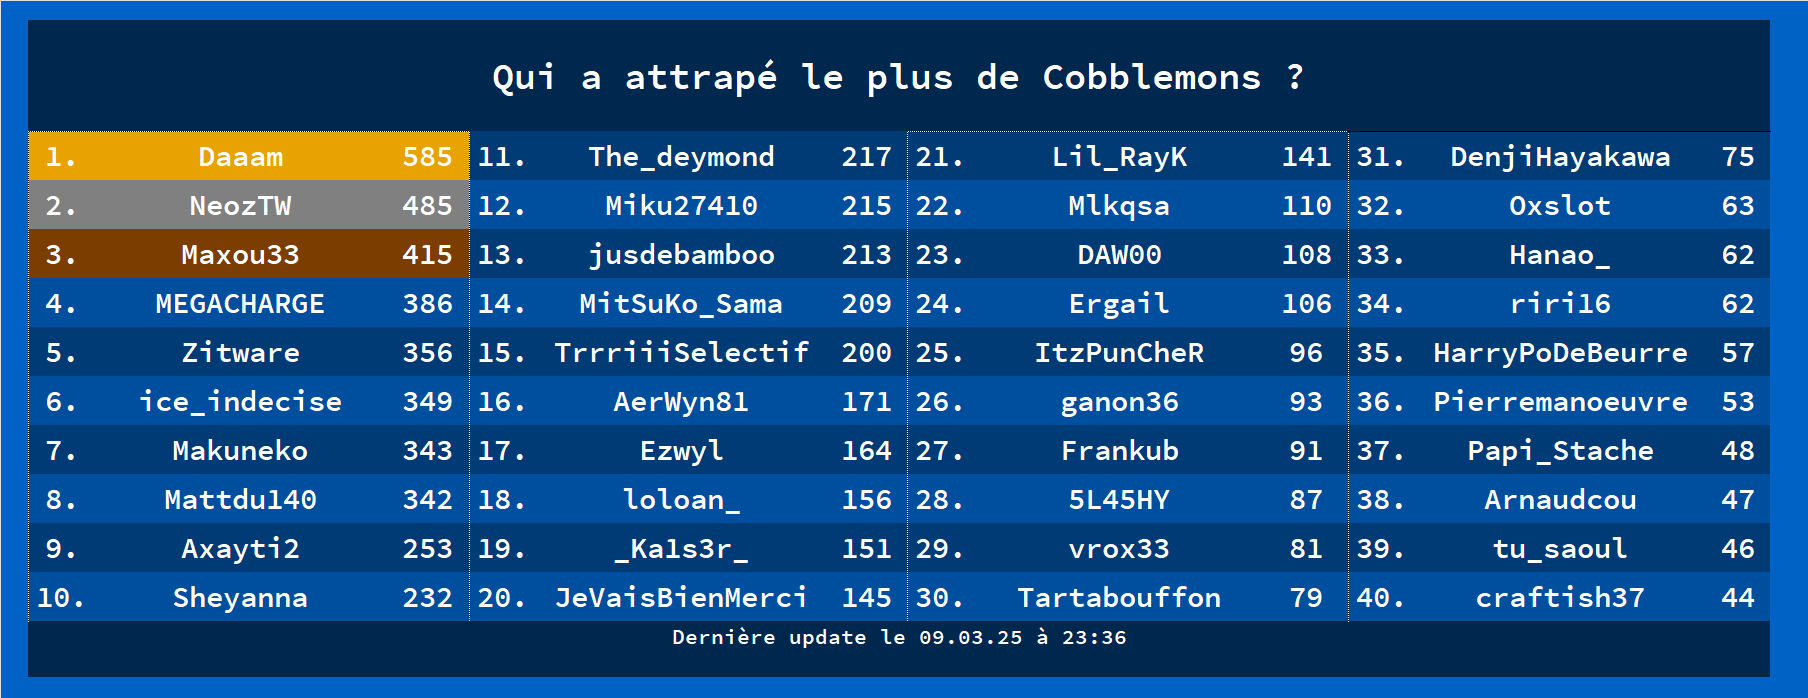 Qui a attrapé le plus de Cobblemons ?
1. Daaam 585 11. The_deymond 217 21. Lil_RayK 141 31. DenjiHayakawa 75
2. NeozTW 485 12. Miku27410 215 22. Mlkqsa 110 32. Oxslot 63
3. Maxou33 415 13. jusdebamboo 213 23. DAW00 108 33. Hanao_ 62
4. MEGACHARGE 386 14. MitSuKo_Sama 209 24. Ergail 106 34. riri16 62
5. Zitware 356 15. TrrriiiSelectif 200 25. ItzPunCheR 96 35. HarryPoDeBeurre 57
6. ice_indecise 349 16. AerWyn81 171 26. ganon36 93 36. Pierremanoeuvre 53
7. Makuneko 343 17. Ezwyl 164 27. Frankub 91 37. Papi_Stache 48
8. Mattdu140 342 18. loloan_ 156 28. 5L45HY 87 38. Arnaudcou 47
9. Axayti2 253 19. _Ka1s3r_ 151 29. vrox33 81 39. tu_saoul 46
10. Sheyanna 232 20. JeVaisBienMerci 145 30. Tartabouffon 79 40. craftish37 44
Dernière update le 09.03.25 à 23:36